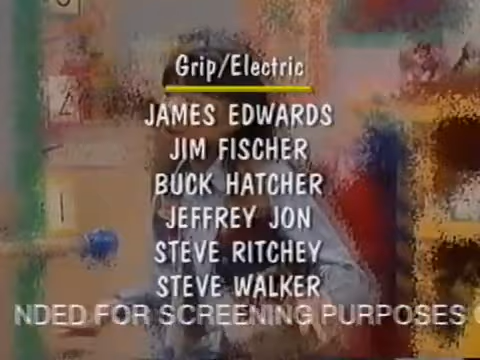 Grip/Electric
JAMES EDWARDS
JIM FISCHER
BUCK HATCHER
JEFFREY JON
STEVE RITCHEY
STEVE WALKER
NDED FOR SCREENING PURPOSES